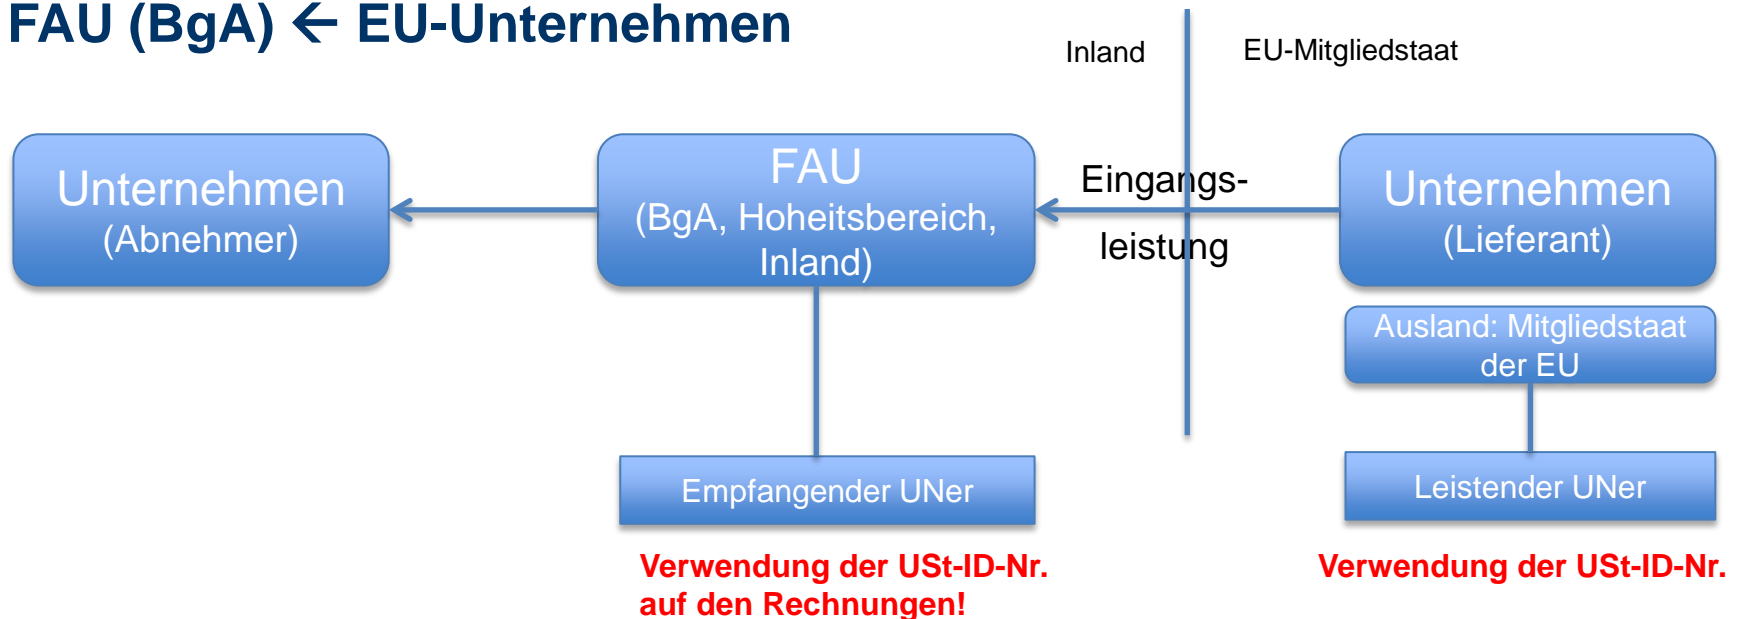 FAU (BgA) ← EU-Unternehmen
Inland
EU-Mitgliedstaat
Unternehmen
(Abnehmer)
FAU
(BgA, Hoheitsbereich,
Inland)
Eingangs-
leistung
Unternehmen
(Lieferant)
Ausland: Mitgliedstaat
der EU
Empfangender UNer
Leistender UNer
Verwendung der USt-ID-Nr.
auf den Rechnungen!
Verwendung der USt-ID-Nr.